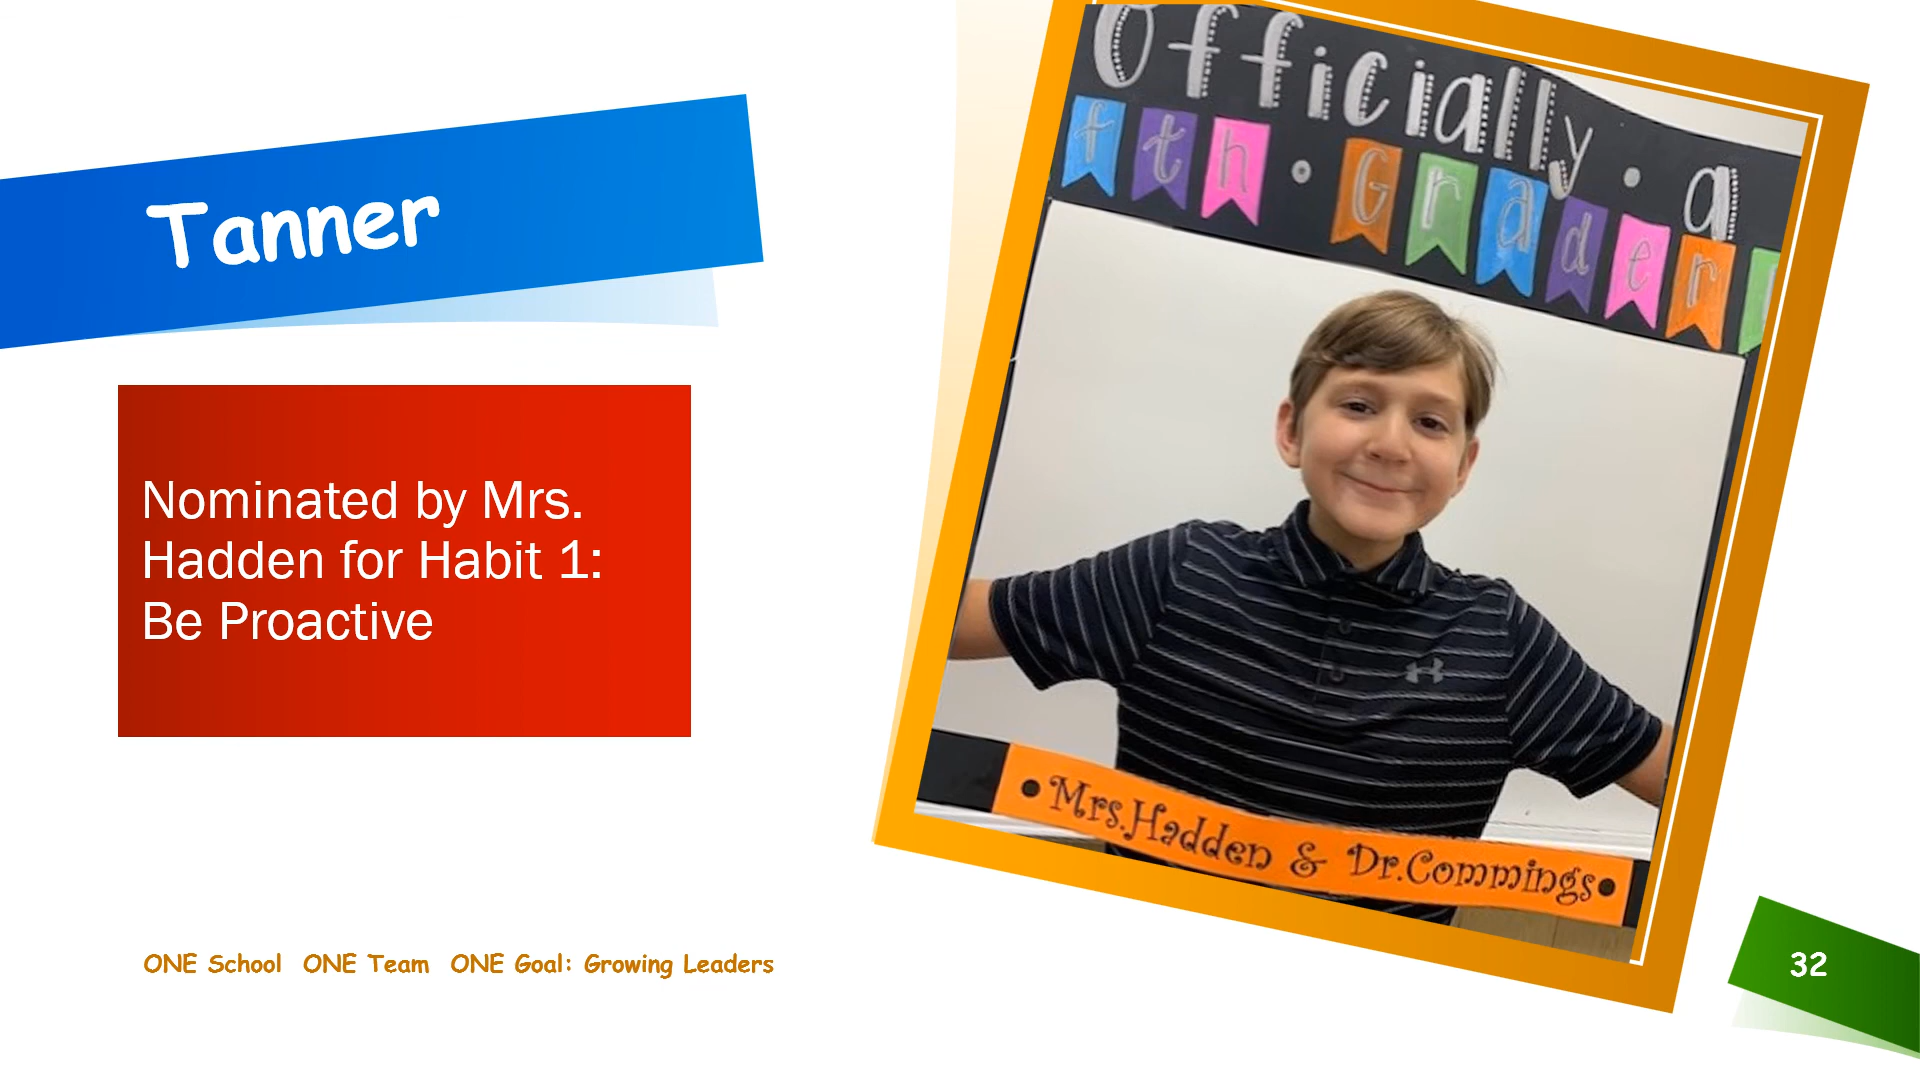 Tanner
Nominated by Mrs.
Hadden for Habit 1:
Be Proactive
ONE School ONE Team ONE Goal: Growing Leaders
Officially • a
fth • Grader
Mrs. Hadden & Dr. Commings
32